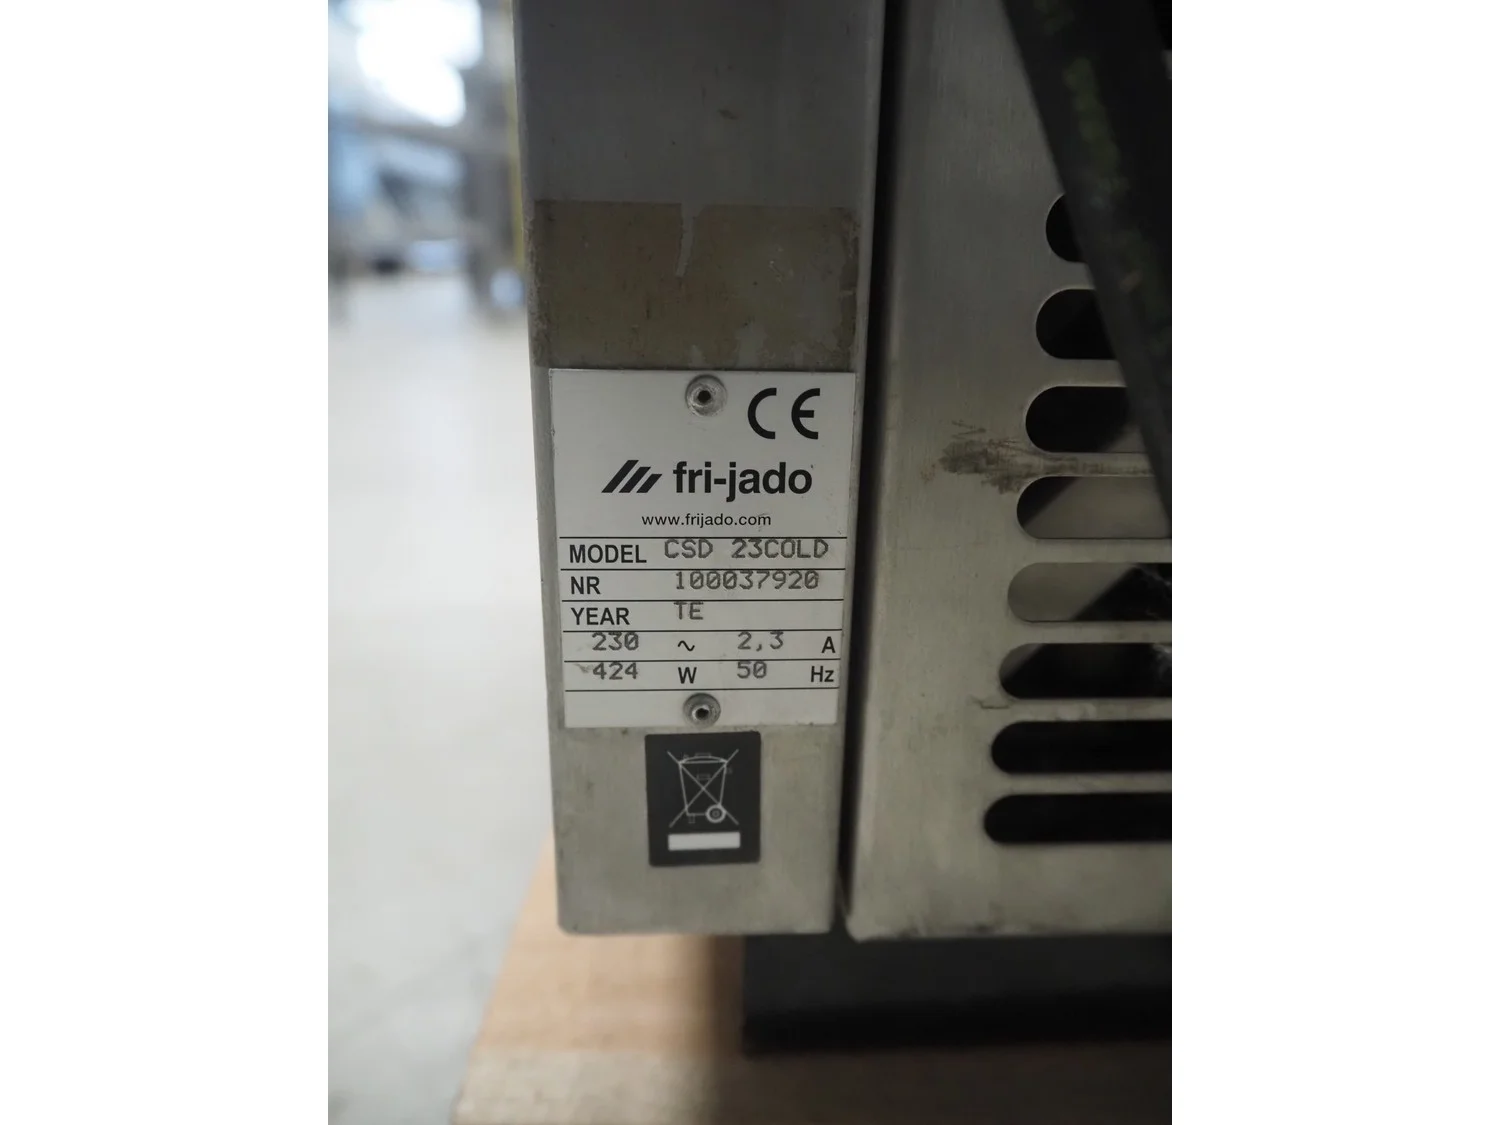 CE
fri-jado
www.frijado.com
MODEL CSD 23COLD
NR 100037920
YEAR TE
230 ~ 2,3 A
424 W 50 Hz